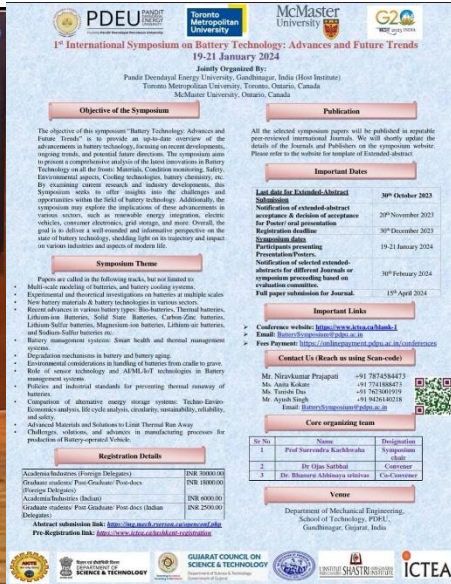 PDEU PANDIT DEENDAYAL ENERGY UNIVERSITY
Toronto Metropolitan University
McMaster University
G20
1st International Symposium on Battery Technology: Advances and Future Trends
19-21 January 2024
Jointly Organized By:
Pandit Deendayal Energy University, Gandhinagar, India (Host Institute)
Toronto Metropolitan University, Toronto, Ontario, Canada
McMaster University, Ontario, Canada
Objective of the Symposium
The objective of this symposium "Battery Technology: Advances and
Future Trends" is to provide an up-to-date overview of the
advancements in battery technology, focusing on recent developments,
ongoing trends, and potential future directions. The symposium aims
to present a comprehensive analysis of the latest innovations in Battery
Technology on all the fronts: Materials, Condition monitoring, Safety,
Environmental aspects, Cooling technologies, battery chemistry, etc.
By examining current research and industry developments, this
Symposium seeks to offer insights into the challenges and
opportunities within the field of battery technology. Additionally, the
symposium may explore the implications of these advancements in
various sectors, such as renewable energy integration, electric
vehicles, consumer electronics, grid storage, and more. Overall, the
goal is to deliver a well-rounded and informative perspective on the
state of battery technology, shedding light on its trajectory and impact
on various industries and aspects of modern life.
Symposium Theme
Papers are called in the following tracks, but not limited to:
• Multi-scale modeling of batteries, and battery cooling systems.
• Experimental and theoretical investigations on batteries at multiple scales
• New battery materials & battery technologies in various sectors.
• Recent advances in various battery types: Bio-batteries, Thermal batteries,
Lithium-ion Batteries, Solid State Batteries, Carbon-Zinc batteries,
Lithium-Sulfur batteries, Magnesium-ion batteries, Lithium-air batteries,
and Sodium-Sulfur batteries etc.
• Battery management systems: Smart health and thermal management
systems.
• Degradation mechanisms in battery and battery aging.
• Environmental considerations in handling of batteries from cradle to grave.
• Role of sensor technology and AI/ML/IoT technologies in Battery
management systems
• Policies and industrial standards for preventing thermal runaway of
batteries.
• Comparison of alternative energy storage systems: Techno-Enviro-
Economics analysis, life cycle analysis, circularity, sustainability, reliability,
and safety.
• Advanced Materials and Solutions to Limit Thermal Run Away
• Challenges, solutions, and advances in manufacturing processes for
production of Battery-operated Vehicle.
Registration Details
Academia/Industries (Foreign Delegates) INR 30000.00
Graduate students/ Post-Graduate/ Post-docs (Foreign Delegates) INR 18000.00
Academia/Industries (Indian) INR 6000.00
Graduate students/ Post-Graduate/ Post-docs (Indian Delegates) INR 2500.00
Abstract submission link: https://mg.mech.ryerson.ca/openconf.php
Pre-Registration link: https://www.ictea.ca/tashkent-registration
Publication
All the selected symposium papers will be published in reputable
peer-reviewed international Journals. We will shortly update the
details of the Journals and Publishers on the symposium website.
Please refer to the website for template of Extended-abstract.
Important Dates
Last date for Extended-Abstract Submission 30th October 2023
Notification of extended-abstract acceptance & decision of acceptance for Poster/ oral presentation 20th November 2023
Registration deadline 30th December 2023
Symposium dates
Participants presenting Presentation/Posters. 19-21 January 2024
Notification of selected extended-abstracts for different Journals or symposium proceeding based on evaluation committee. 30th February 2024
Full paper submission for Journal. 15th April 2024
Important Links
➤ Conference website: https://www.ictea.ca/blank-1
➤ Email: BatterySymposium@pdpu.ac.in
➤ Fees Payment: https://onlinepayment.pdpu.ac.in/conferences
Contact Us (Reach us using Scan-code)
Mr. Niravkumar Prajapati +91 7874584473
Ms. Anita Kokate +91 7741888473
Ms. Tanishi Das +91 7623001919
Mr. Ayush Singh +91 9426140218
Email: BatterySymposium@pdpu.ac.in
Core organizing team
Sr No Name Designation
1 Prof Surendra Kachhwaha Symposium chair
2 Dr Ojas Satbhai Convener
3 Dr. Bhanoru Abhinaya srinivas Co-Convener
Venue
Department of Mechanical Engineering,
School of Technology, PDEU,
Gandhinagar, Gujarat, India
DEPARTMENT OF SCIENCE & TECHNOLOGY
GUJARAT COUNCIL ON SCIENCE & TECHNOLOGY
SHASTRI
ICTEA